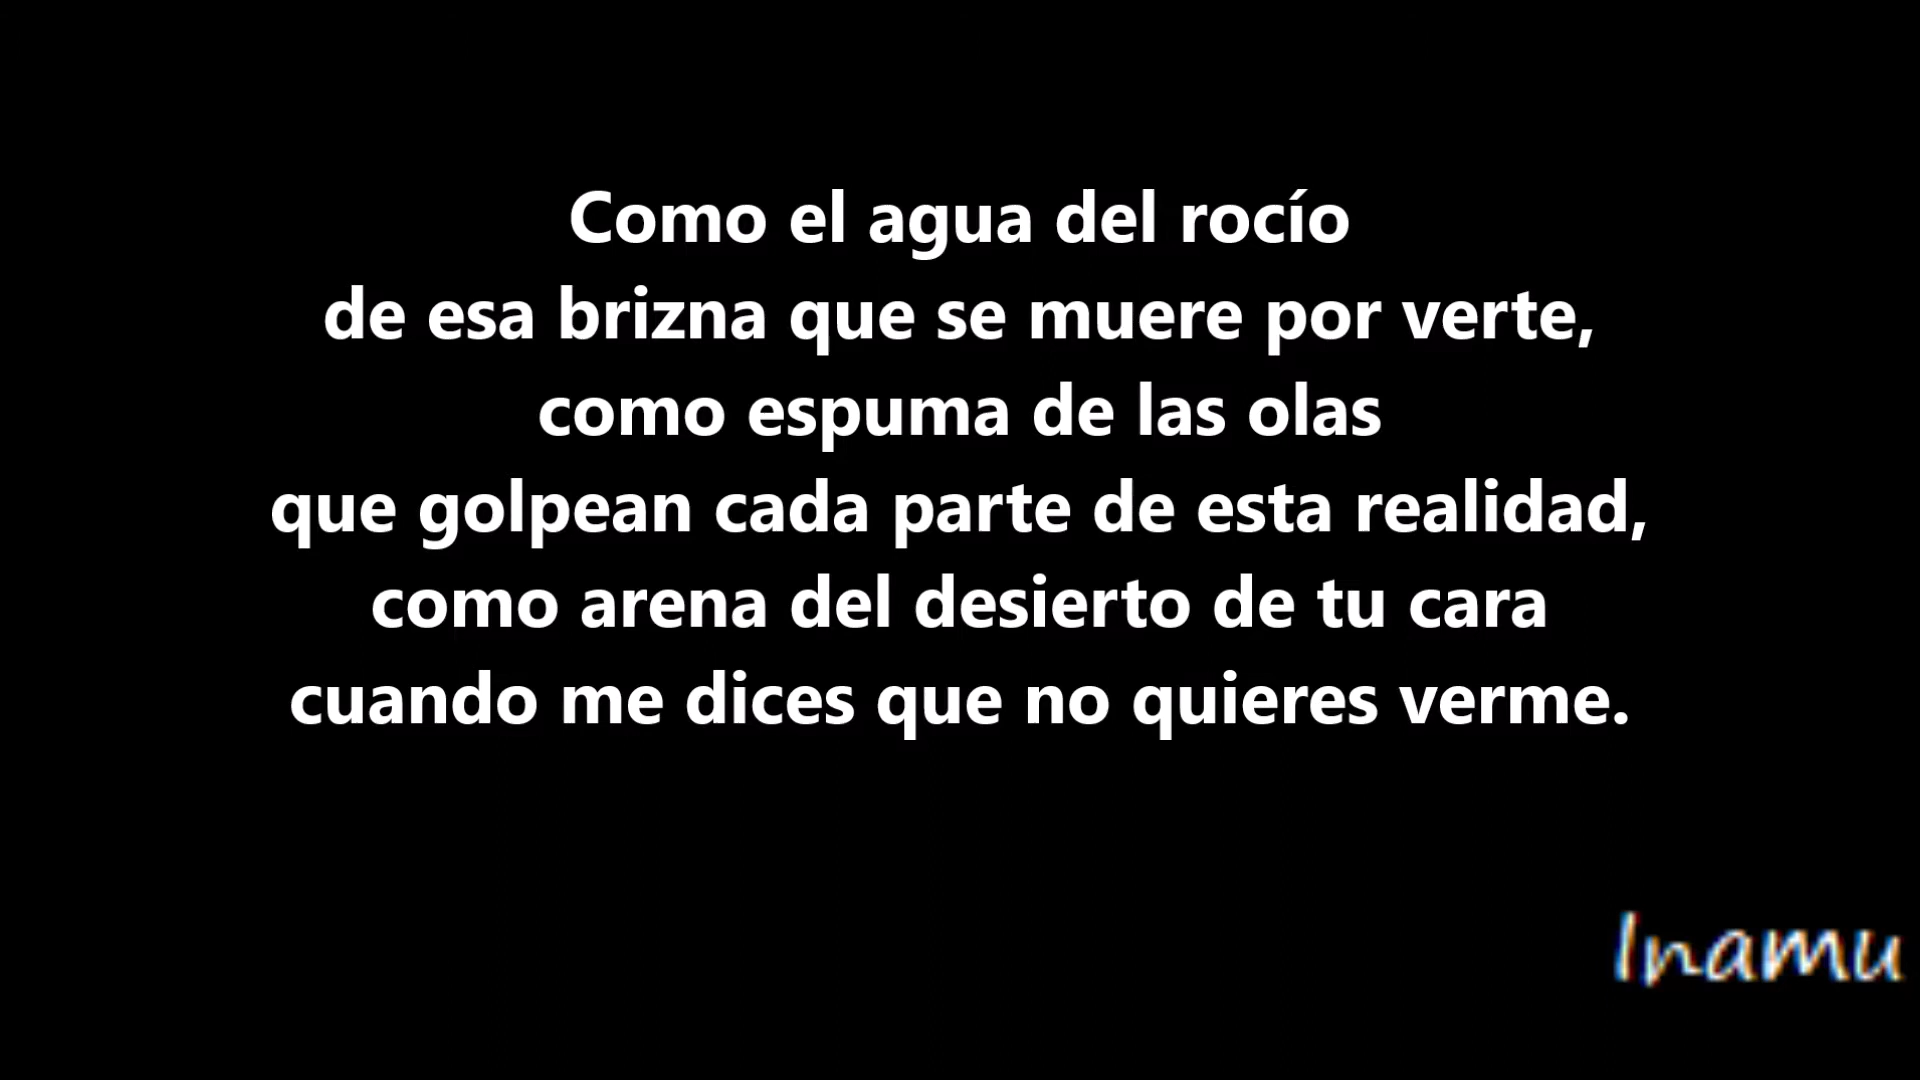 Como el agua del rocío
de esa brizna que se muere por verte,
como espuma de las olas
que golpean cada parte de esta realidad,
como arena del desierto de tu cara
cuando me dices que no quieres verme.
Inamu